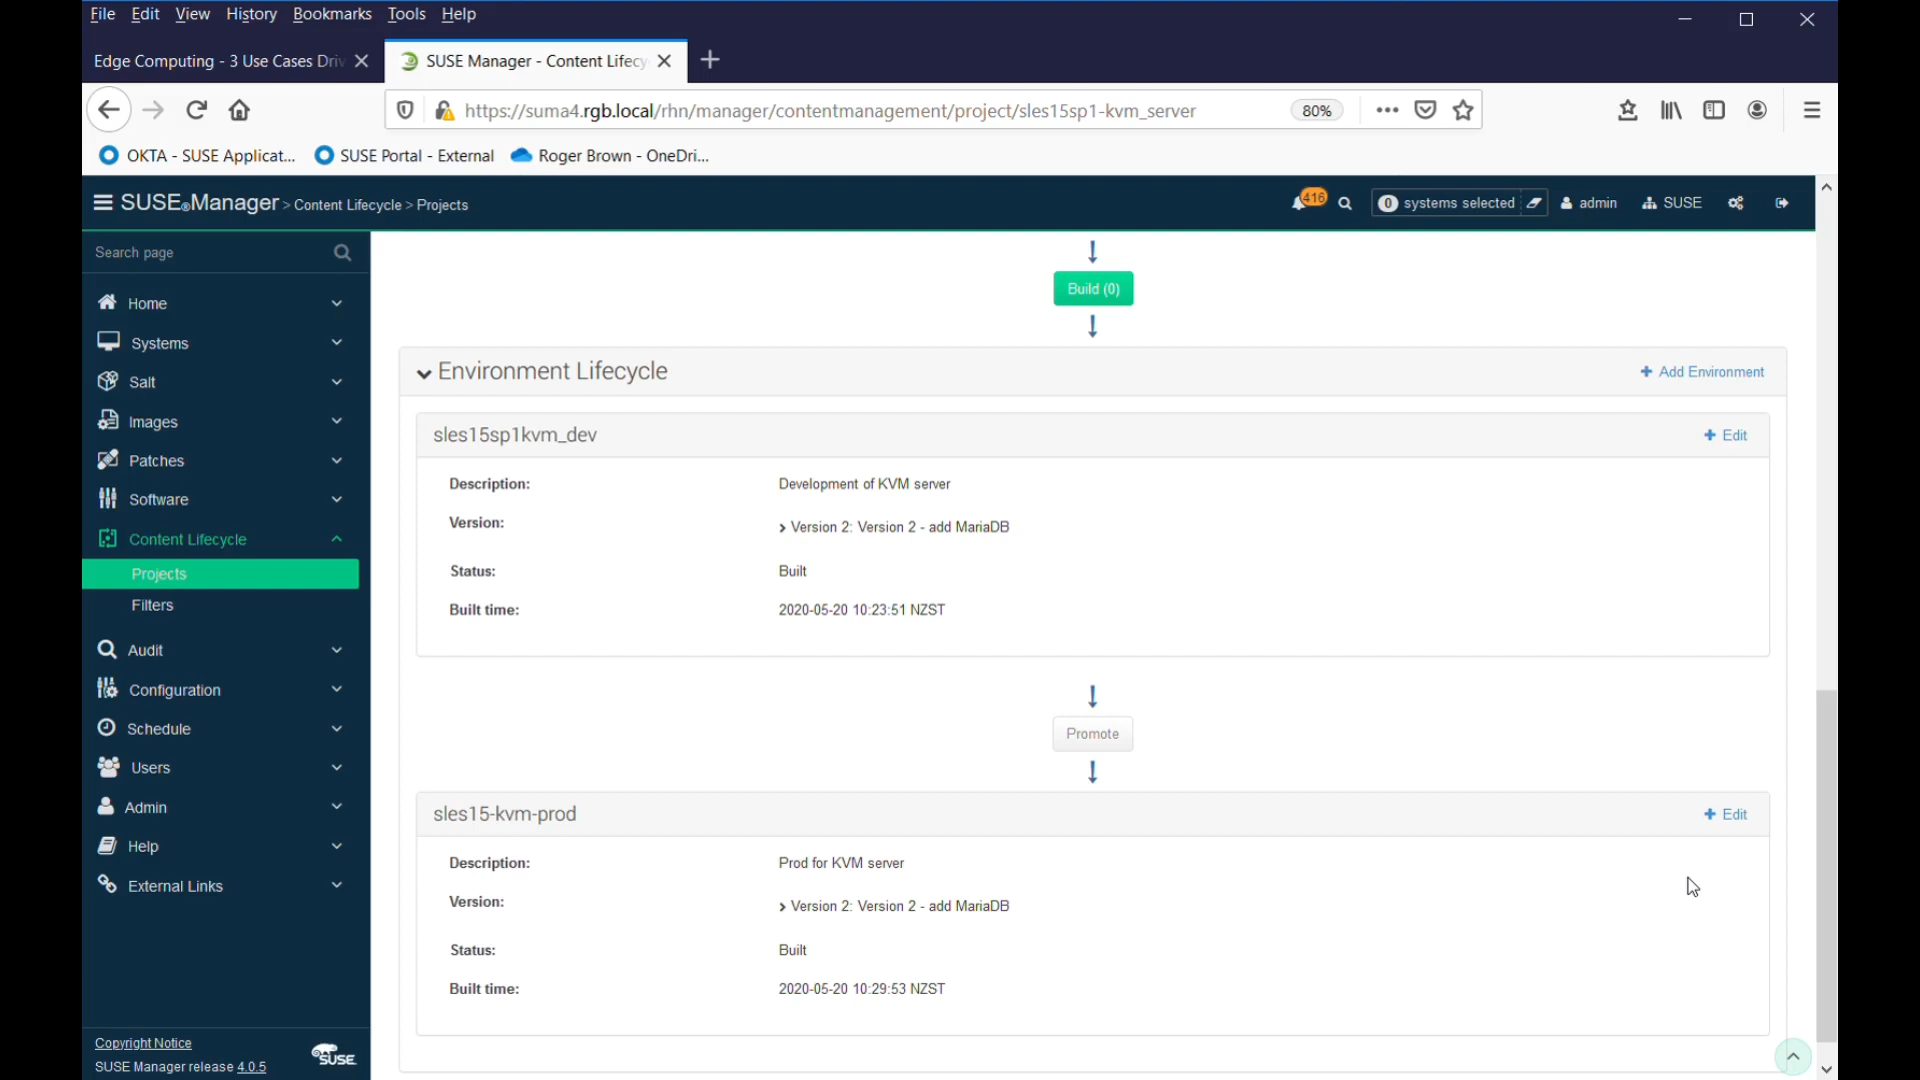 File Edit View History Bookmarks Tools Help
Edge Computing - 3 Use Cases Driv
SUSE Manager - Content Lifecy
https://suma4.rgb.local/rhn/manager/contentmanagement/project/sles15sp1-kvm_server
80%
OKTA - SUSE Applicat...
SUSE Portal - External
Roger Brown - OneDri...
SUSE Manager > Content Lifecycle > Projects
416
0 systems selected
admin
SUSE
Search page
Home
Systems
Salt
Images
Patches
Software
Content Lifecycle
Projects
Filters
Audit
Configuration
Schedule
Users
Admin
Help
External Links
Copyright Notice
SUSE Manager release 4.0.5
SUSE
Build (0)
Environment Lifecycle
+ Add Environment
sles15sp1kvm_dev
+ Edit
Description: Development of KVM server
Version: Version 2: Version 2 - add MariaDB
Status: Built
Built time: 2020-05-20 10:23:51 NZST
Promote
sles15-kvm-prod
+ Edit
Description: Prod for KVM server
Version: Version 2: Version 2 - add MariaDB
Status: Built
Built time: 2020-05-20 10:29:53 NZST